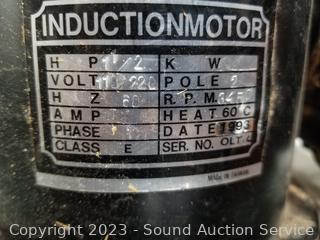 INDUCTIONMOTOR
H P 1/2 K W
VOLT 110/220 POLE 2
H Z 60 R.P.M.
AMP HEAT 60°C
PHASE DATE 1993
CLASS E SER. NO. OLT
MADE IN TAIWAN
Copyright 2023 - Sound Auction Service